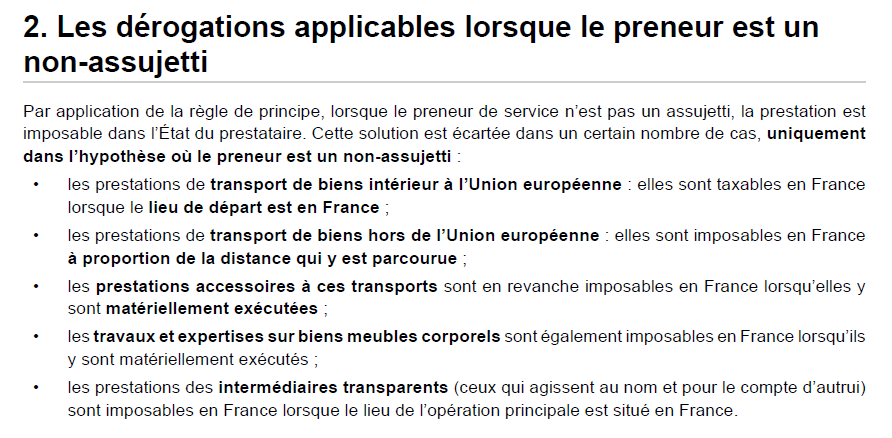 2. Les dérogations applicables lorsque le preneur est un
non-assujetti
Par application de la règle de principe, lorsque le preneur de service n’est pas un assujetti, la prestation est
imposable dans l’État du prestataire. Cette solution est écartée dans un certain nombre de cas, uniquement
dans l’hypothèse où le preneur est un non-assujetti :
• les prestations de transport de biens intérieur à l’Union européenne : elles sont taxables en France
lorsque le lieu de départ est en France ;
• les prestations de transport de biens hors de l’Union européenne : elles sont imposables en France
à proportion de la distance qui y est parcourue ;
• les prestations accessoires à ces transports sont en revanche imposables en France lorsqu’elles y
sont matériellement exécutées ;
• les travaux et expertises sur biens meubles corporels sont également imposables en France lorsqu’ils
y sont matériellement exécutés ;
• les prestations des intermédiaires transparents (ceux qui agissent au nom et pour le compte d’autrui)
sont imposables en France lorsque le lieu de l’opération principale est situé en France.